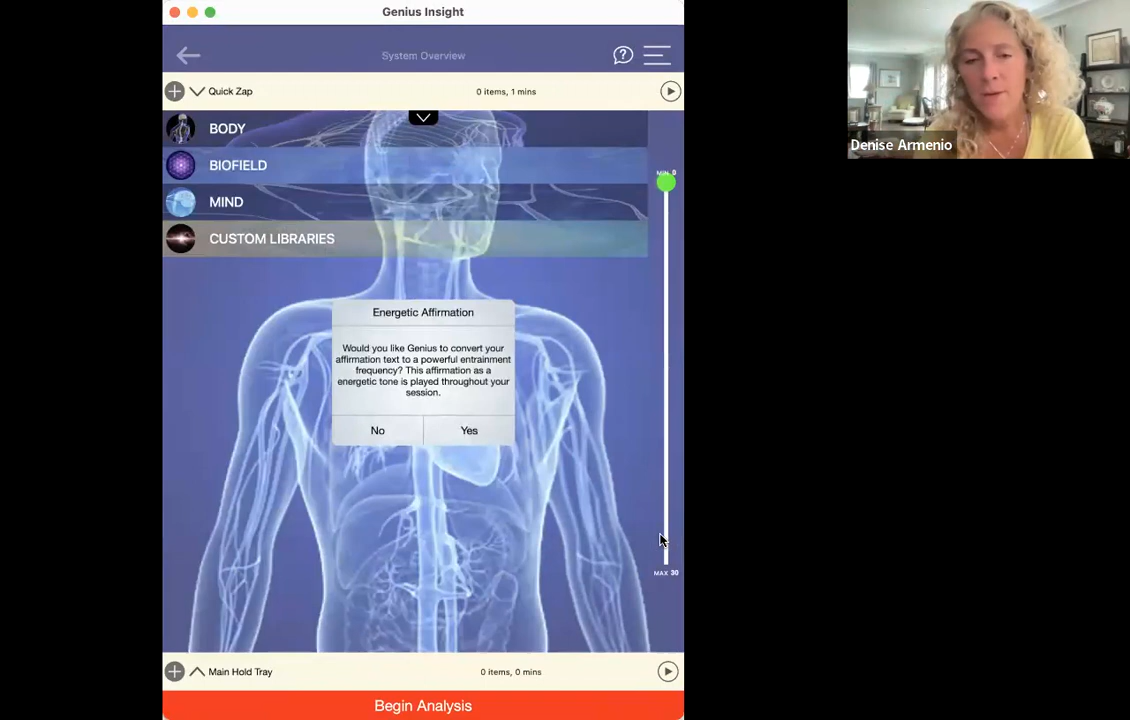 Genius Insight
System Overview
Quick Zap
0 items, 1 mins
BODY
BIOFIELD
MIND
CUSTOM LIBRARIES
MIN 0
Energetic Affirmation
Would you like Genius to convert your
affirmation text to a powerful entrainment
frequency? This affirmation as a
energetic tone is played throughout your
session.
No
Yes
MAX 30
Main Hold Tray
0 items, 0 mins
Begin Analysis
Denise Armenio